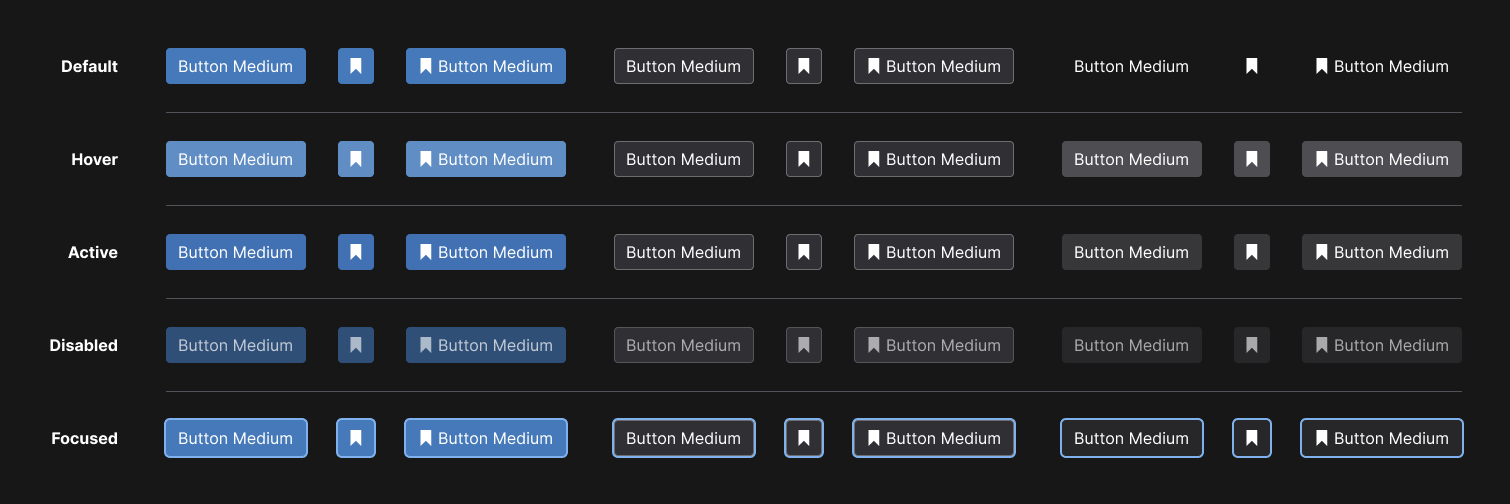 Default Button Medium Button Medium Button Medium Button Medium Button Medium Button Medium
Hover Button Medium Button Medium Button Medium Button Medium Button Medium Button Medium
Active Button Medium Button Medium Button Medium Button Medium Button Medium Button Medium
Disabled Button Medium Button Medium Button Medium Button Medium Button Medium Button Medium
Focused Button Medium Button Medium Button Medium Button Medium Button Medium Button Medium